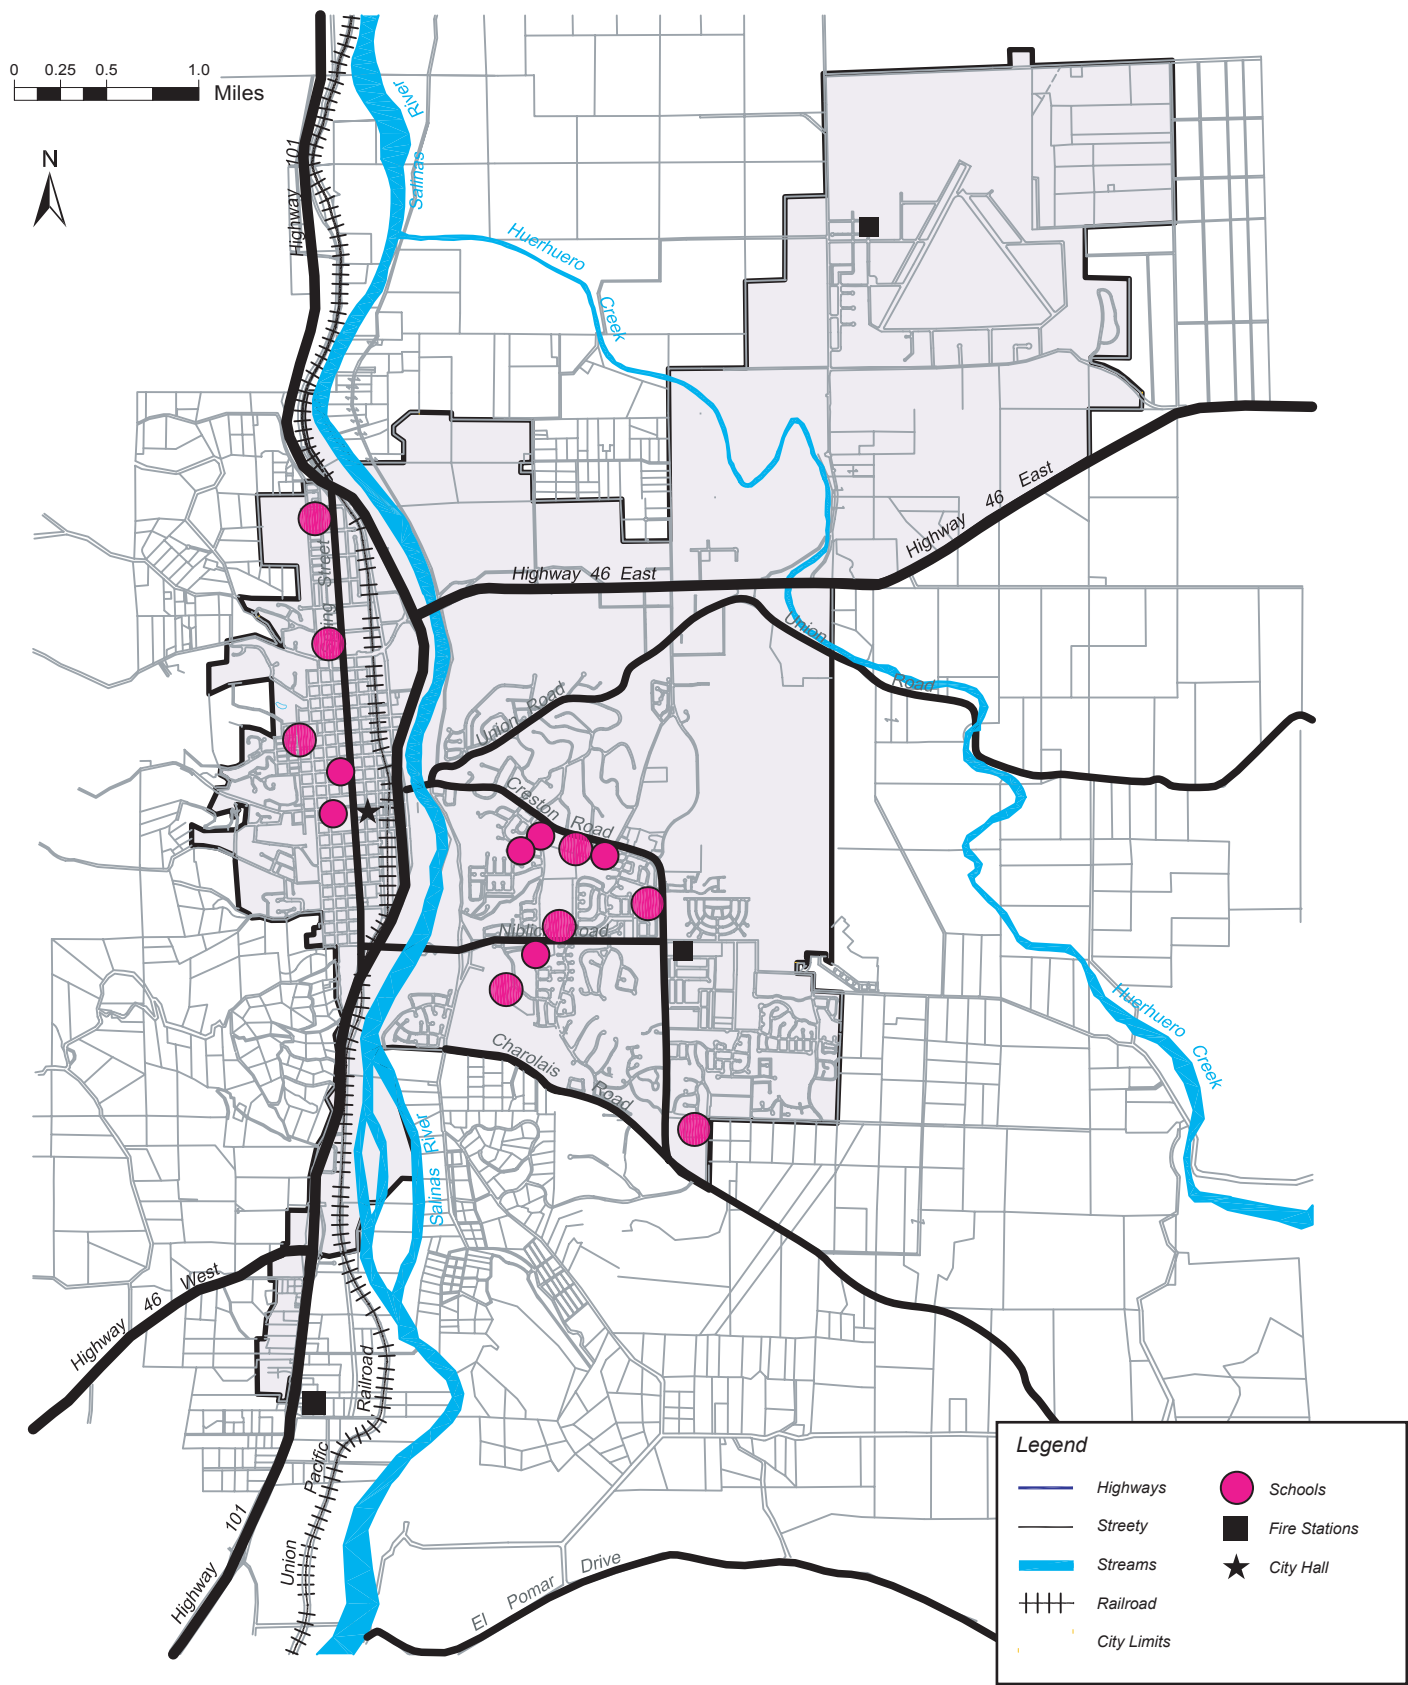 0 0.25 0.5 1.0
Miles
N
River
Salinas
Highway 101
Huerhuero
Creek
Highway 46 East
Highway 46 East
Street
Union
Road
Union Road
Creston Road
Road
Charolais Road
Huerhuero
Creek
Salinas River
Highway 46 West
Union Pacific Railroad
Highway 101
El Pomar Drive
Legend
Highways
Streety
Streams
Railroad
City Limits
Schools
Fire Stations
City Hall